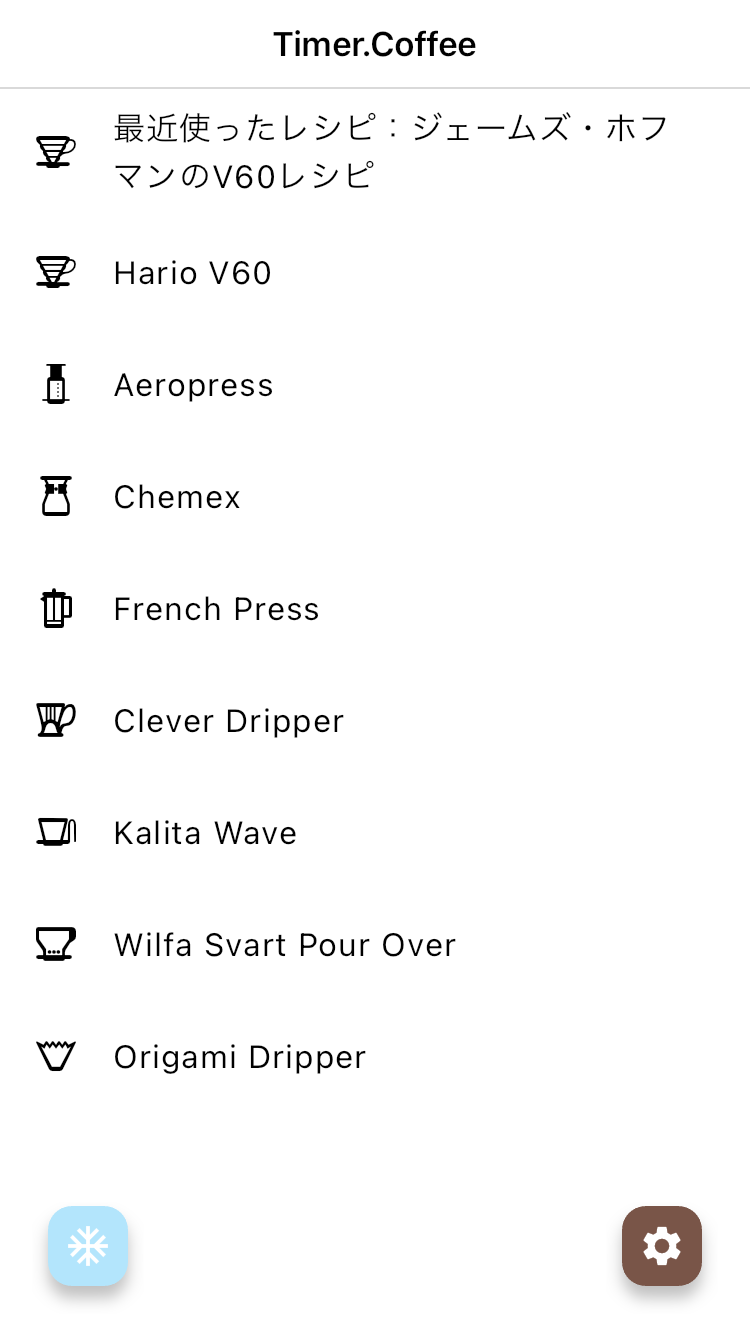 Timer.Coffee
最近使ったレシピ：ジェームズ・ホフ
マンのV60レシピ
Hario V60
Aeropress
Chemex
French Press
Clever Dripper
Kalita Wave
Wilfa Svart Pour Over
Origami Dripper